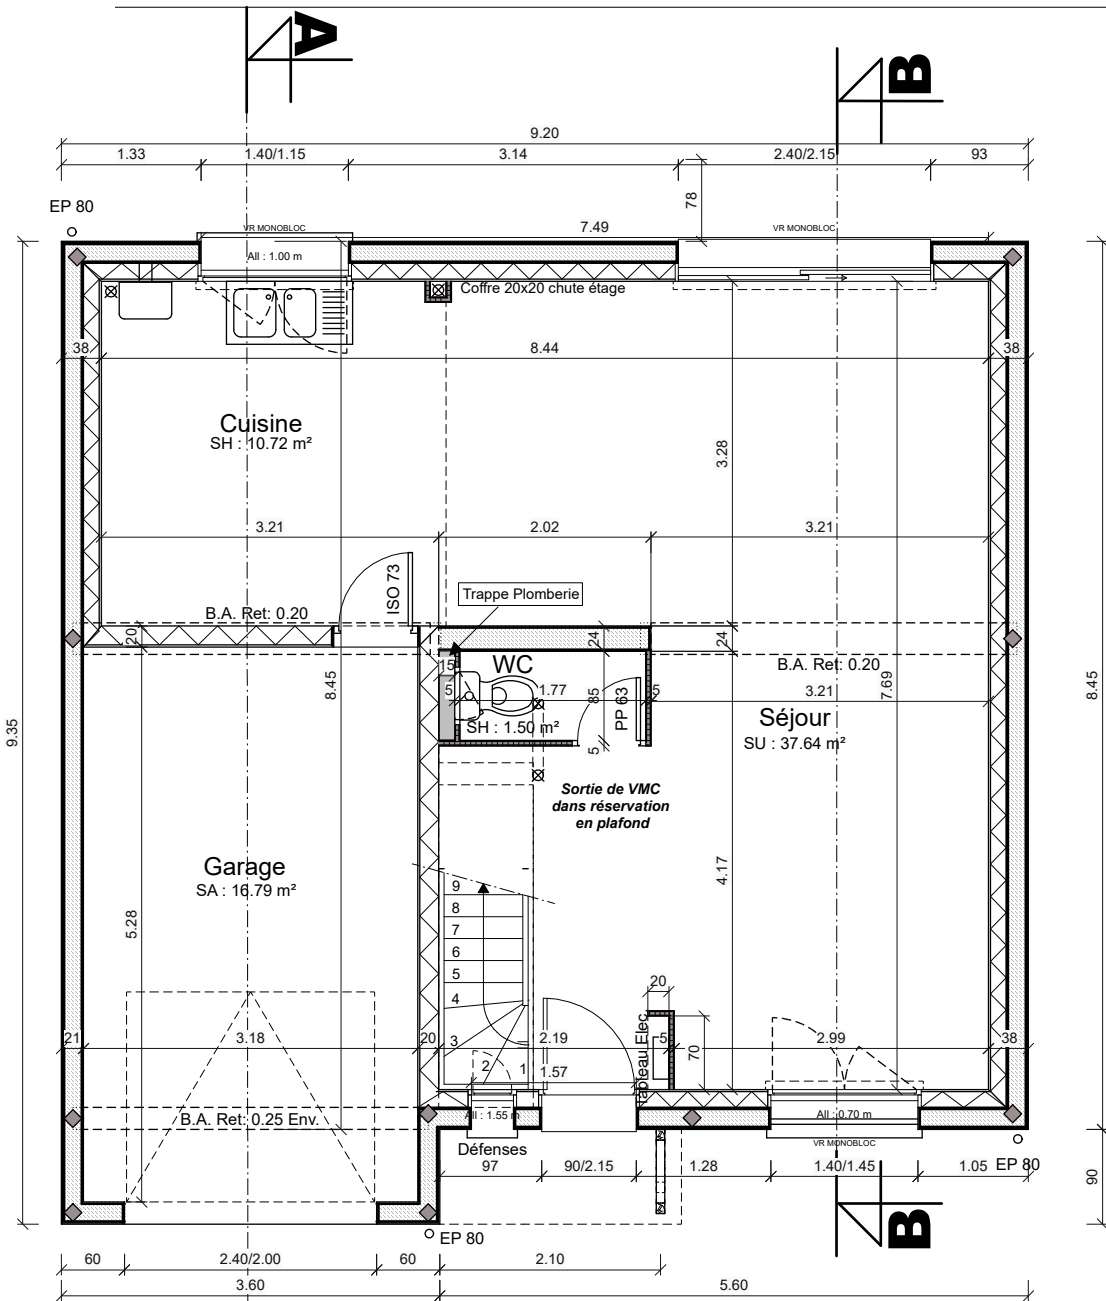 A
B
9.20
1.33
1.40/1.15
3.14
2.40/2.15
93
78
EP 80
VR MONOBLOC
7.49
VR MONOBLOC
All : 1.00 m
Coffre 20x20 chute étage
38
8.44
38
Cuisine
SH : 10.72 m²
3.28
3.21
2.02
3.21
ISO 73
Trappe Plomberie
B.A. Ret: 0.20
20
24
24
WC
15
B.A. Ret: 0.20
8.45
5
1.77
85
PP 63
5
3.21
7.69
8.45
9.35
SH : 1.50 m²
5
Séjour
SU : 37.64 m²
Sortie de VMC
dans réservation
en plafond
Garage
SA : 16.79 m²
4.17
5.28
9
8
7
6
5
4
3
2
1
20
Tableau Elec
5
70
21
3.18
20
2.19
2.99
38
1.57
B.A. Ret: 0.25 Env.
All : 1.55 m
All : 0.70 m
Défenses
VR MONOBLOC
97
90/2.15
1.28
1.40/1.45
1.05
EP 80
90
B
EP 80
60
2.40/2.00
60
2.10
3.60
5.60